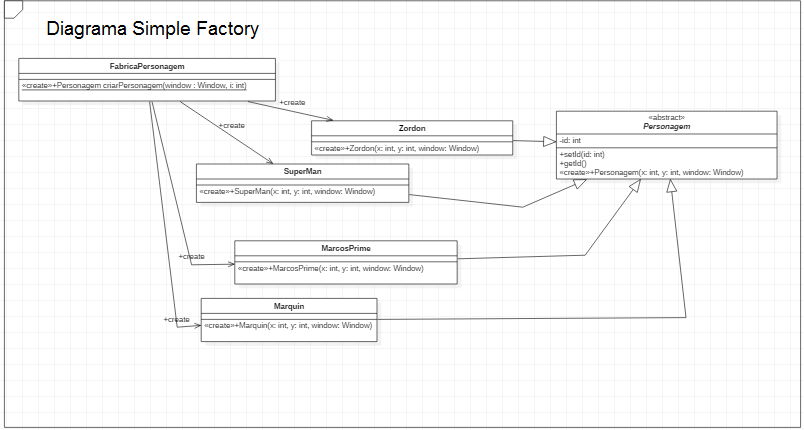 Diagrama Simple Factory
FabricaPersonagem
«create»+Personagem criarPersonagem(window : Window, i: int)
+create
+create
+create
+create
Zordon
«create»+Zordon(x: int, y: int, window: Window)
SuperMan
«create»+SuperMan(x: int, y: int, window: Window)
MarcosPrime
«create»+MarcosPrime(x: int, y: int, window: Window)
Marquin
«create»+Marquin(x: int, y: int, window: Window)
«abstract»
Personagem
-id: int
+setId(id: int)
+getId()
«create»+Personagem(x: int, y: int, window: Window)